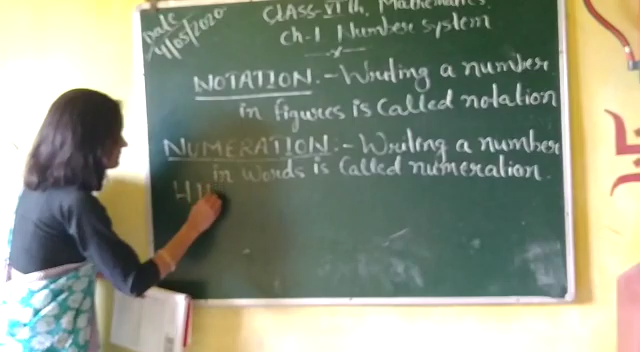 Date
4/05/2020
CLASS-VIth, Mathematics
Ch-1 Number system
NOTATION:- Writing a number
in figures is called notation
NUMERATION:- Writing a number
in words is called numeration.